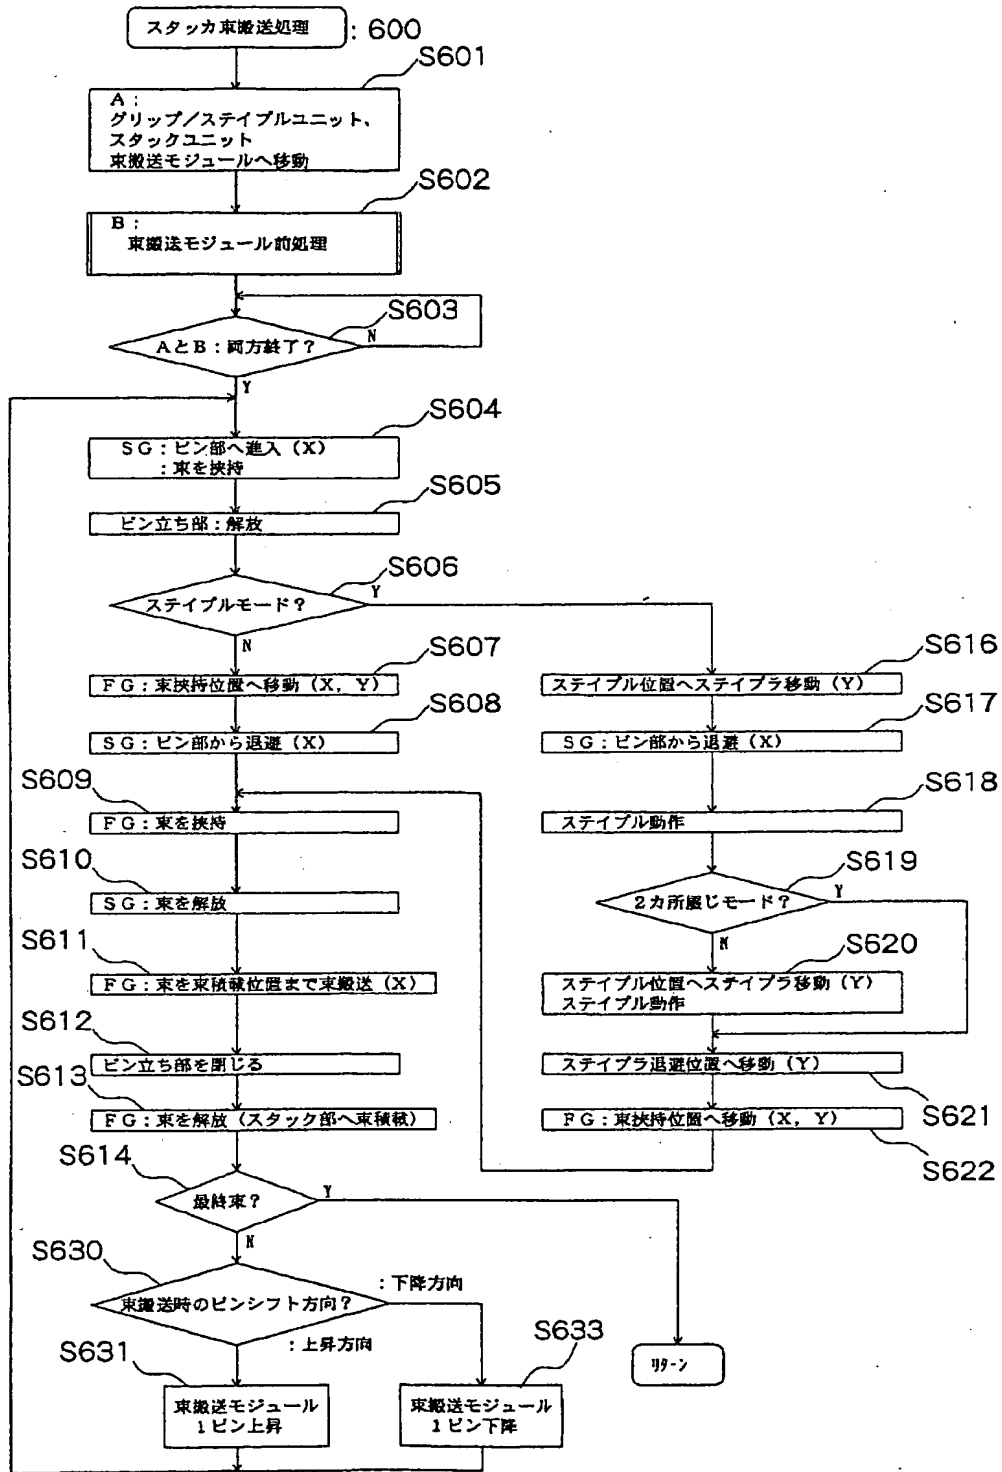 スタッカ束搬送処理
: 600
S601
A:
グリップ/ステイプルユニット、
スタックユニット
束搬送モジュールへ移動
S602
B:
束搬送モジュール前処理
S603
AとB:両方終了?
N
Y
S604
SG:ビン部へ進入(X)
:束を挟持
S605
ビン立ち部:解放
S606
ステイプルモード?
Y
N
S607
FG:束挟持位置へ移動(X, Y)
S608
SG:ビン部から退避(X)
S609
FG:束を挟持
S610
SG:束を解放
S611
FG:束を束積載位置まで束搬送(X)
S612
ビン立ち部を閉じる
S613
FG:束を解放(スタック部へ束積載)
S614
最終束?
Y
N
S630
束搬送時のビンシフト方向?
:下降方向
:上昇方向
S631
束搬送モジュール
1ビン上昇
S633
束搬送モジュール
1ビン下降
リターン
S616
ステイプル位置へステイプラ移動(Y)
S617
SG:ビン部から退避(X)
S618
ステイプル動作
S619
2カ所綴じモード?
Y
N
S620
ステイプル位置へステイプラ移動(Y)
ステイプル動作
ステイプラ退避位置へ移動(Y)
S621
FG:束挟持位置へ移動(X, Y)
S622